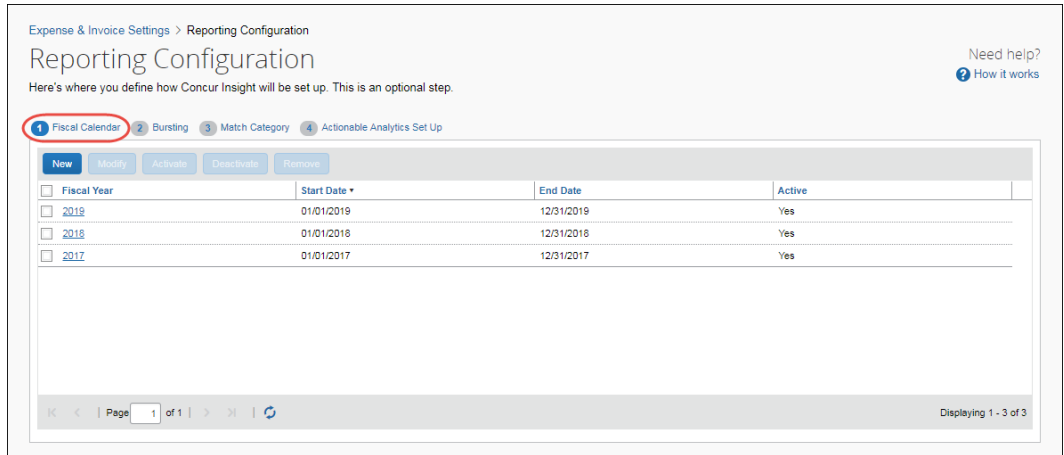 Expense & Invoice Settings > Reporting Configuration
Reporting Configuration
Need help?
? How it works
Here's where you define how Concur Insight will be set up. This is an optional step.
1 Fiscal Calendar 2 Bursting 3 Match Category 4 Actionable Analytics Set Up
New Modify Activate Deactivate Remove
Fiscal Year Start Date End Date Active
2019 01/01/2019 12/31/2019 Yes
2018 01/01/2018 12/31/2018 Yes
2017 01/01/2017 12/31/2017 Yes
Page 1 of 1 Displaying 1 - 3 of 3